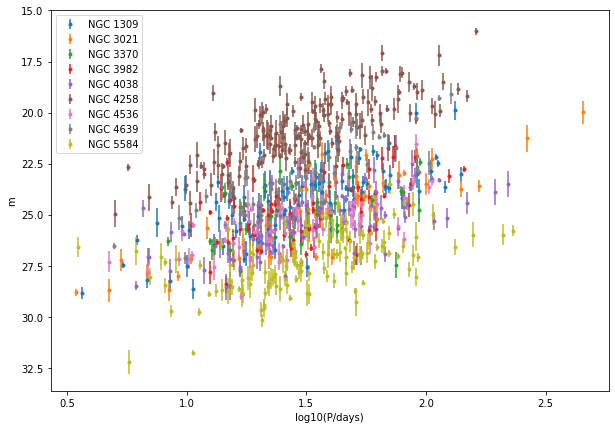 NGC 1309
NGC 3021
NGC 3370
NGC 3982
NGC 4038
NGC 4258
NGC 4536
NGC 4639
NGC 5584
15.0
17.5
20.0
22.5
25.0
27.5
30.0
32.5
m
0.5 1.0 1.5 2.0 2.5
log10(P/days)